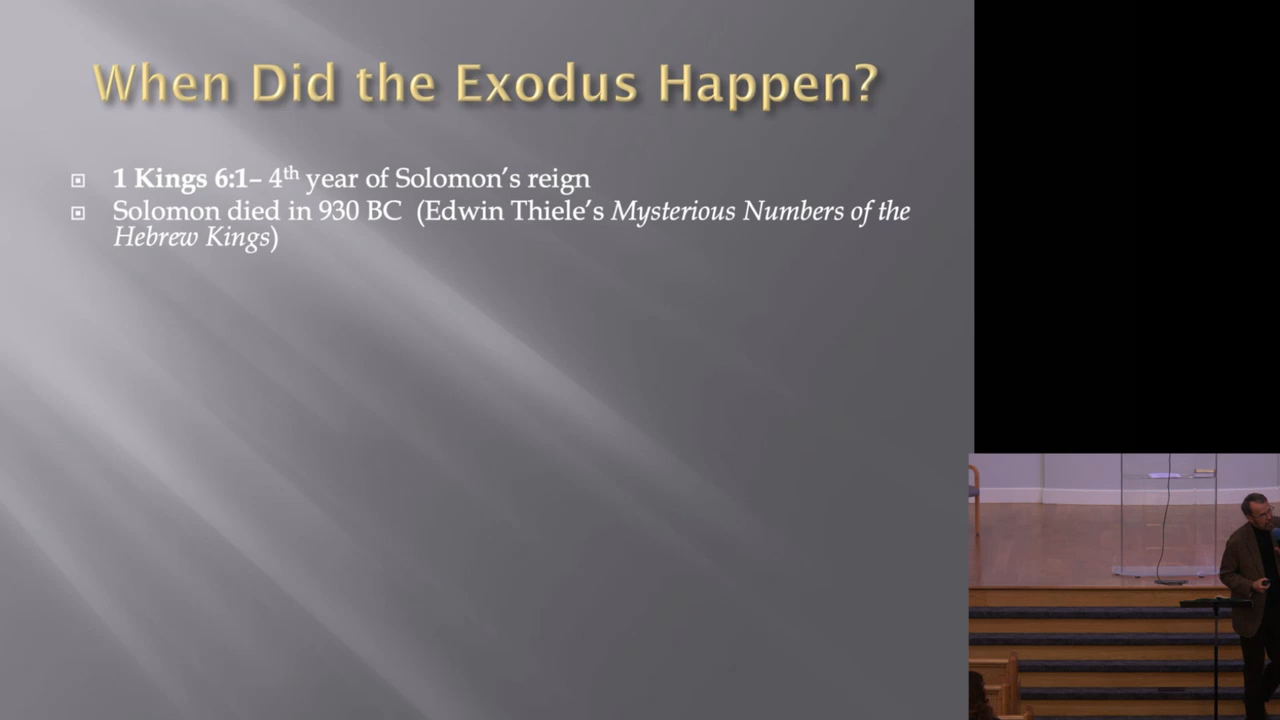 When Did the Exodus Happen?
1 Kings 6:1– 4th year of Solomon’s reign
Solomon died in 930 BC (Edwin Thiele’s Mysterious Numbers of the
Hebrew Kings)